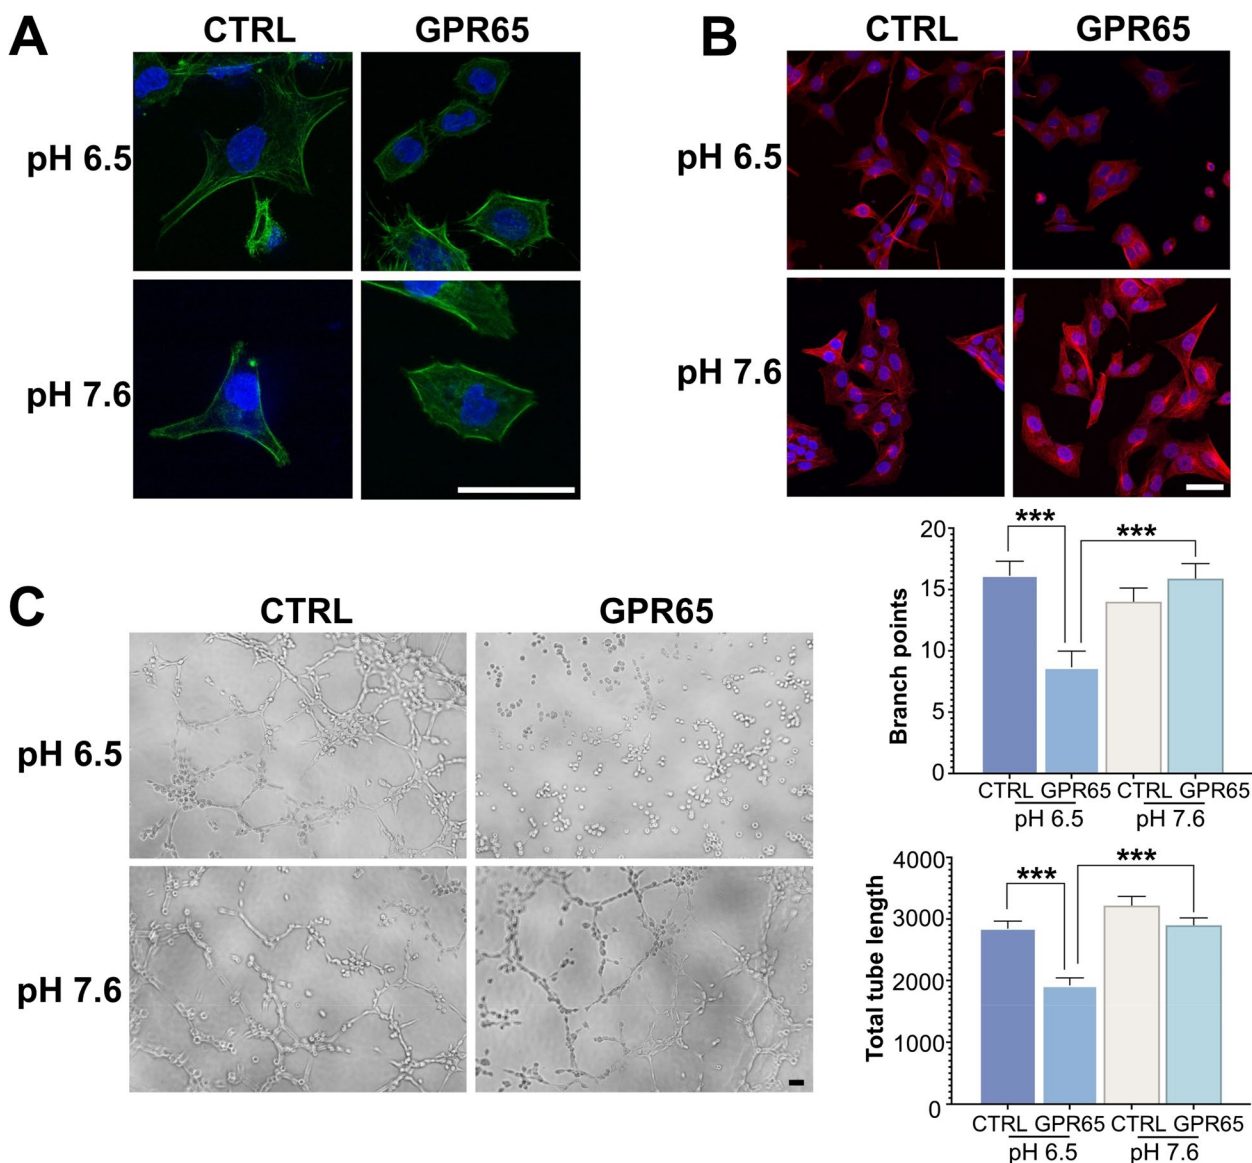 A
CTRL GPR65
pH 6.5
pH 7.6
B
CTRL GPR65
pH 6.5
pH 7.6
C
CTRL GPR65
pH 6.5
pH 7.6
Branch points
20
15
10
5
0
*** ***
CTRL GPR65 CTRL GPR65
pH 6.5 pH 7.6
Total tube length
4000
3000
2000
1000
0
*** ***
CTRL GPR65 CTRL GPR65
pH 6.5 pH 7.6